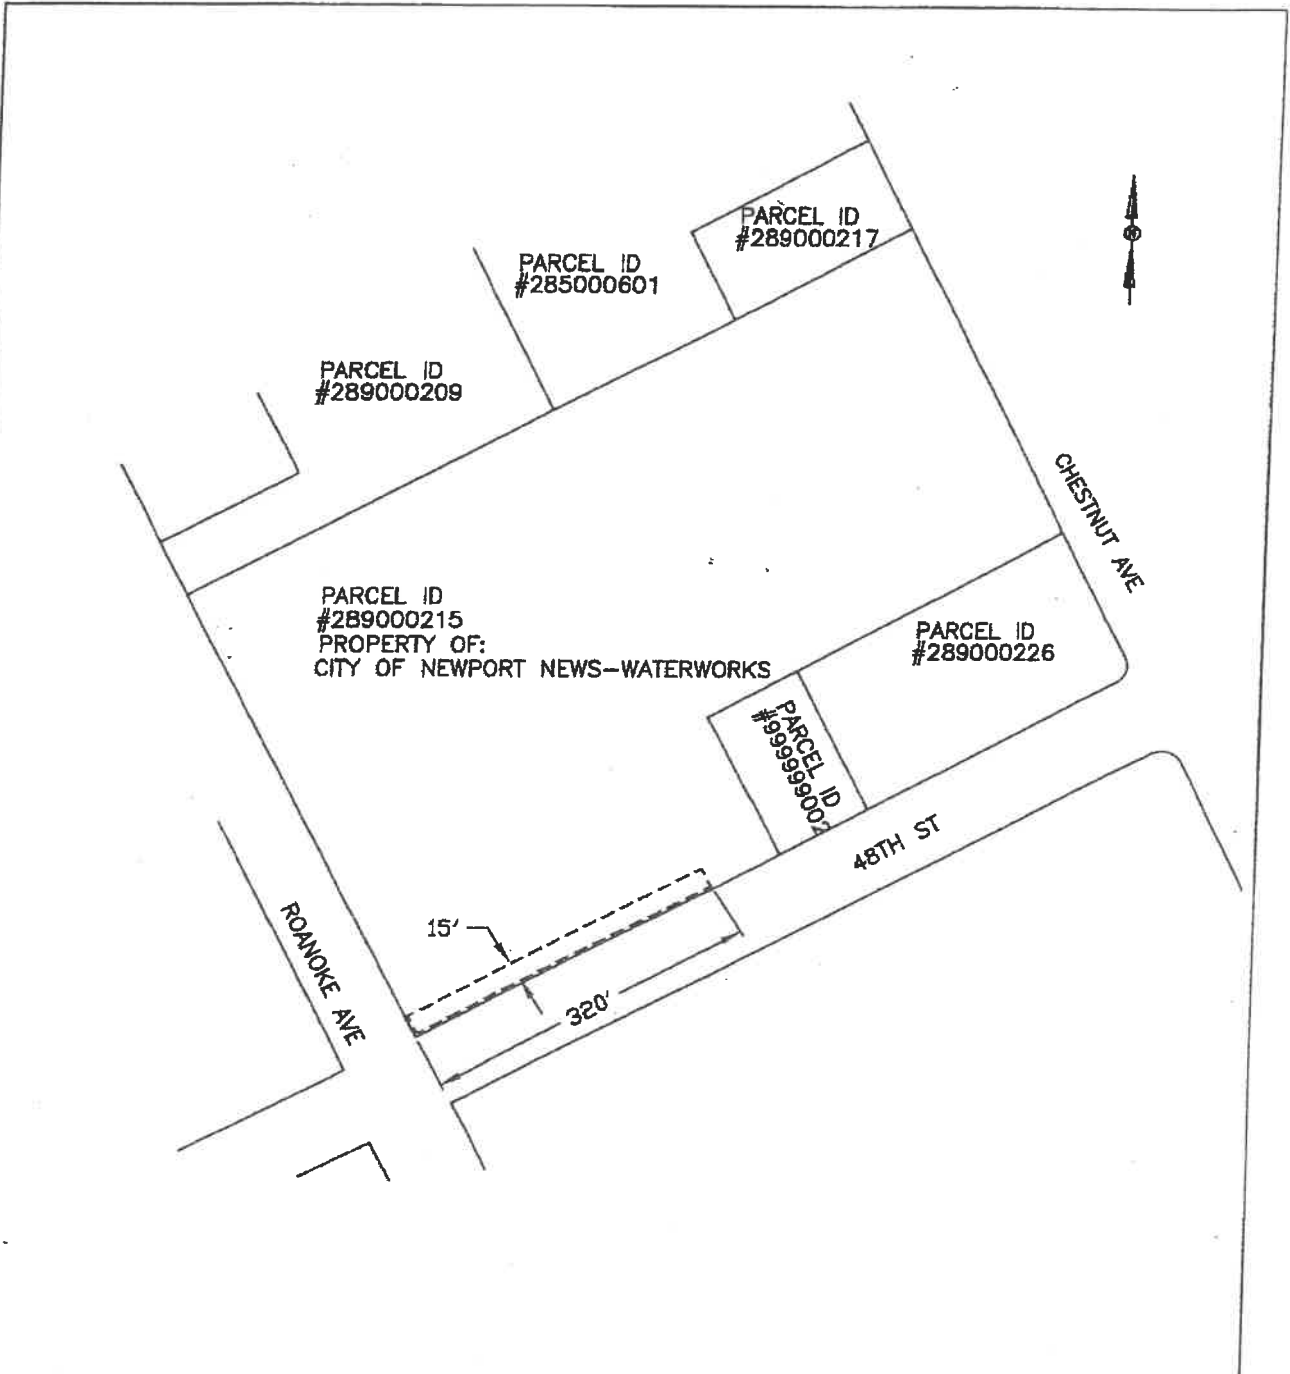 PARCEL ID
#289000217
PARCEL ID
#285000601
PARCEL ID
#289000209
CHESTNUT AVE
PARCEL ID
#289000215
PROPERTY OF:
CITY OF NEWPORT NEWS-WATERWORKS
PARCEL ID
#289000226
PARCEL ID
#999999002
48TH ST
15'
ROANOKE AVE
320'